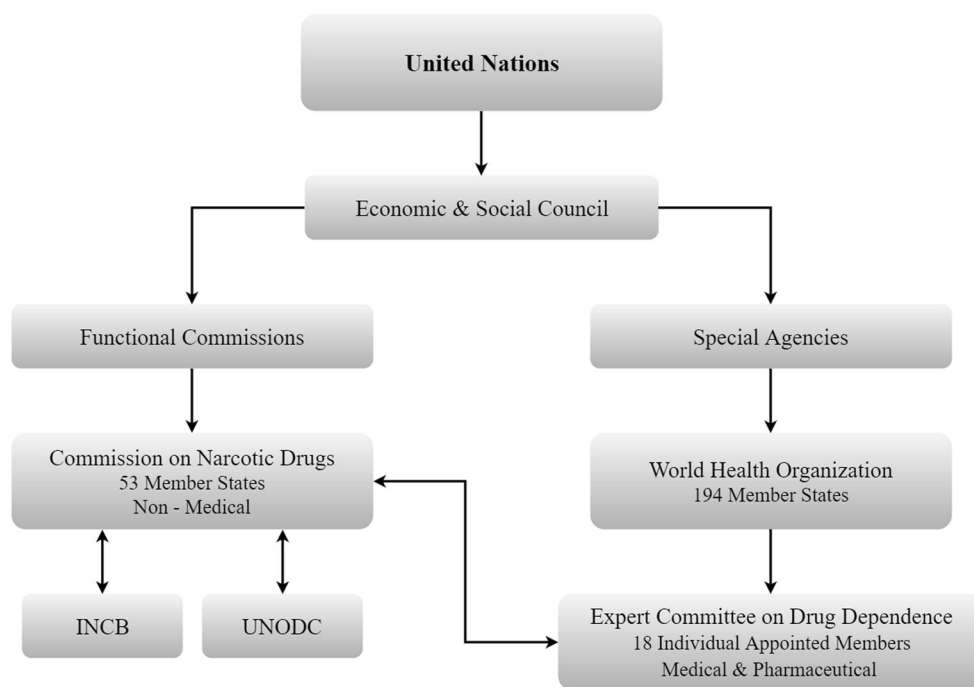 United Nations
Economic & Social Council
Functional Commissions
Special Agencies
Commission on Narcotic Drugs
53 Member States
Non - Medical
World Health Organization
194 Member States
INCB
UNODC
Expert Committee on Drug Dependence
18 Individual Appointed Members
Medical & Pharmaceutical